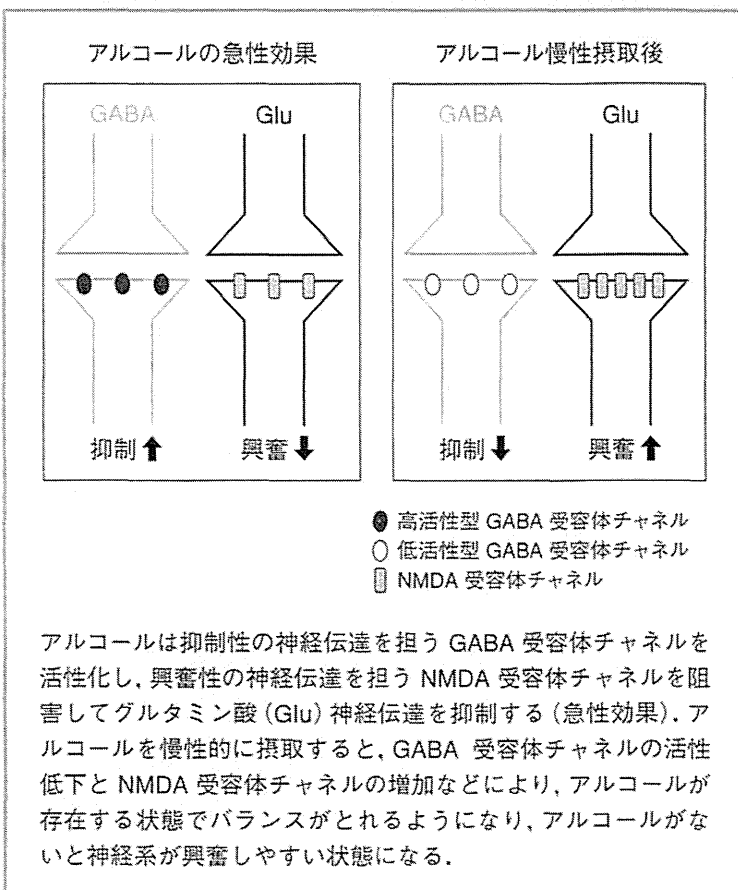 アルコールの急性効果
アルコール慢性摂取後
GABA
Glu
GABA
Glu
抑制⬆
興奮⬇
抑制⬇
興奮⬆
高活性型 GABA 受容体チャネル
低活性型 GABA 受容体チャネル
NMDA 受容体チャネル
アルコールは抑制性の神経伝達を担う GABA 受容体チャネルを
活性化し，興奮性の神経伝達を担う NMDA 受容体チャネルを阻
害してグルタミン酸（Glu）神経伝達を抑制する（急性効果）．ア
ルコールを慢性的に摂取すると，GABA 受容体チャネルの活性
低下と NMDA 受容体チャネルの増加などにより，アルコールが
存在する状態でバランスがとれるようになり，アルコールがな
いと神経系が興奮しやすい状態になる．